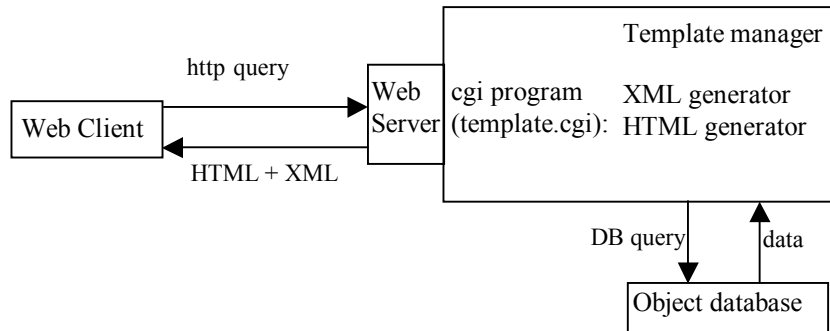 Template manager
http query
Web
Server
cgi program
(template.cgi):
XML generator
HTML generator
Web Client
HTML + XML
DB query
data
Object database